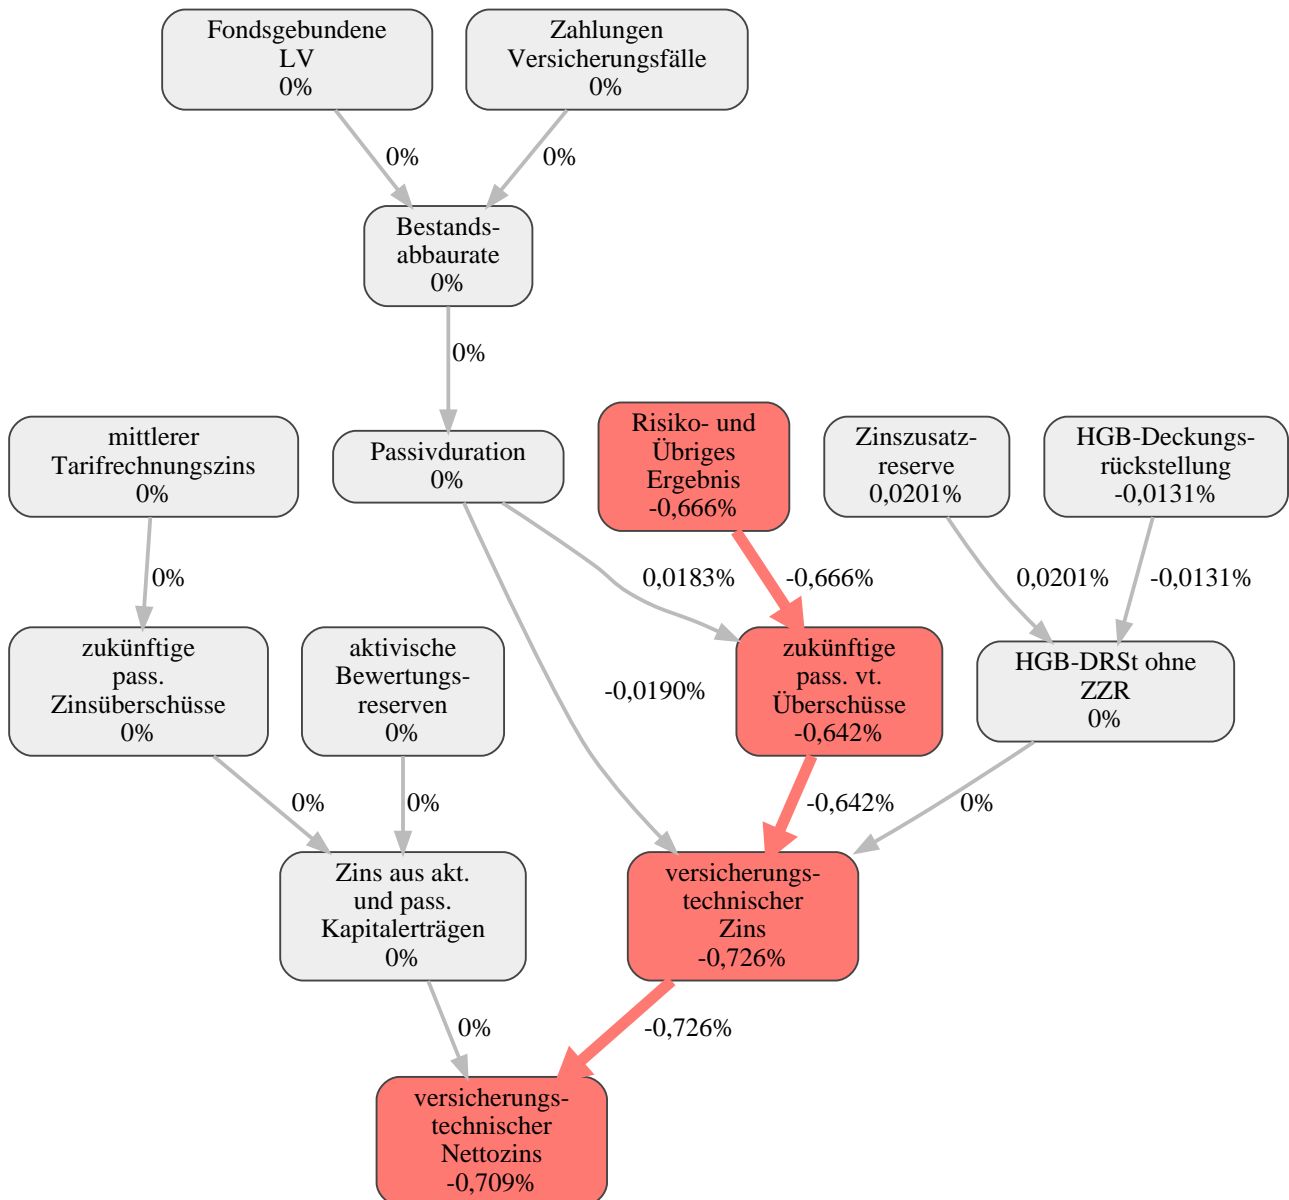 Fondsgebundene
LV
0%
Zahlungen
Versicherungsfälle
0%
0%
0%
Bestands-
abbaurate
0%
0%
mittlerer
Tarifrechnungszins
0%
Passivduration
0%
Risiko- und
Übriges
Ergebnis
-0,666%
Zinszusatz-
reserve
0,0201%
HGB-Deckungs-
rückstellung
-0,0131%
0%
0,0183%
-0,666%
0,0201%
-0,0131%
zukünftige
pass.
Zinsüberschüsse
0%
aktivische
Bewertungs-
reserven
0%
-0,0190%
zukünftige
pass. vt.
Überschüsse
-0,642%
HGB-DRSt ohne
ZZR
0%
0%
0%
-0,642%
0%
Zins aus akt.
und pass.
Kapitalerträgen
0%
versicherungs-
technischer
Zins
-0,726%
0%
-0,726%
versicherungs-
technischer
Nettozins
-0,709%